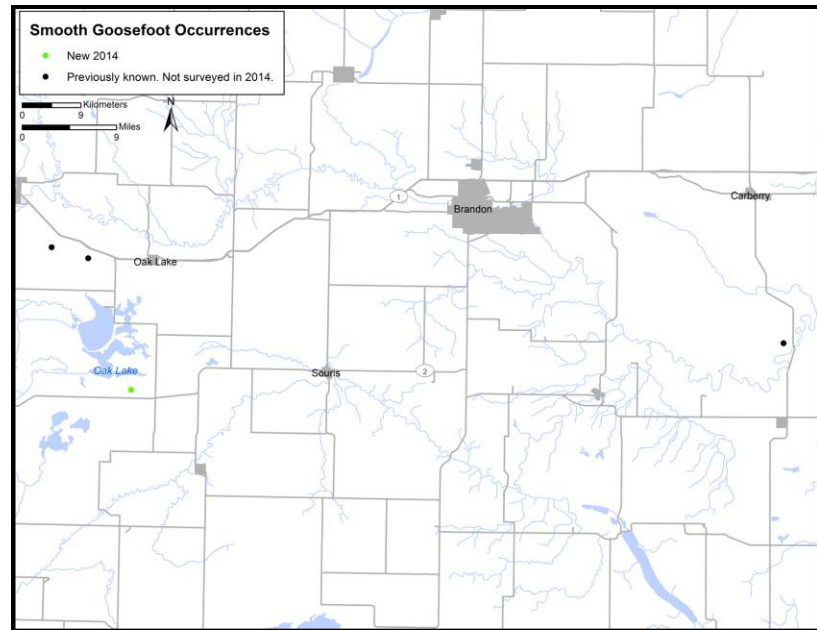 Smooth Goosefoot Occurrences
New 2014
Previously known. Not surveyed in 2014.
Kilometers
0 9
N
Miles
0 9
1
Brandon
Carberry
Oak Lake
Oak Lake
Souris
2